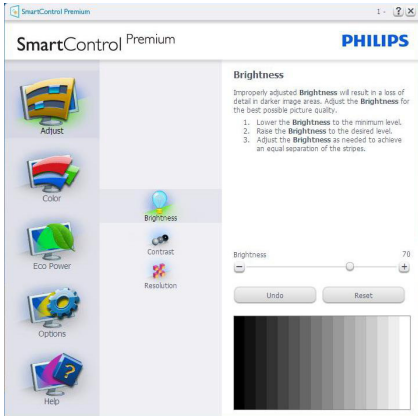 SmartControl Premium
1 -
?
X
SmartControl Premium
PHILIPS
Adjust
Color
Eco Power
Options
Help
Brightness
Contrast
Resolution
Brightness
Improperly adjusted Brightness will result in a loss of
detail in darker image areas. Adjust the Brightness for
the best possible picture quality.
1. Lower the Brightness to the minimum level.
2. Raise the Brightness to the desired level.
3. Adjust the Brightness as needed to achieve
an equal separation of the stripes.
Brightness 70
Undo Reset